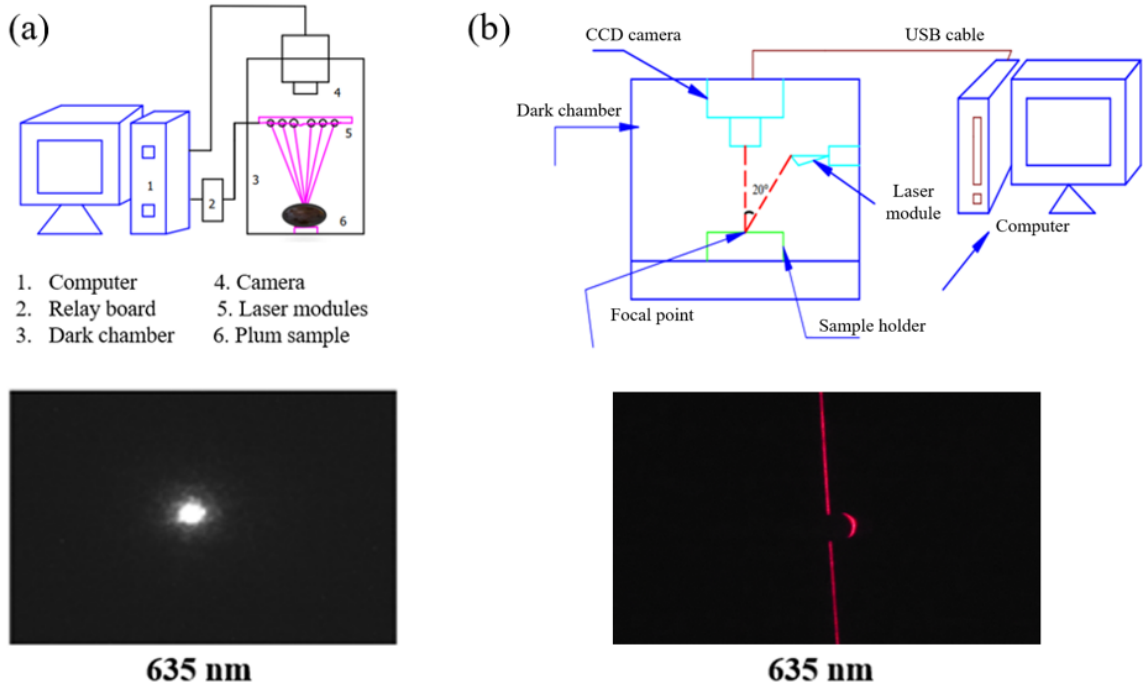 (a)
4
5
1
3
2
6
1. Computer
2. Relay board
3. Dark chamber
4. Camera
5. Laser modules
6. Plum sample
635 nm
(b)
CCD camera
USB cable
Dark chamber
20°
Laser
module
Computer
Focal point
Sample holder
635 nm